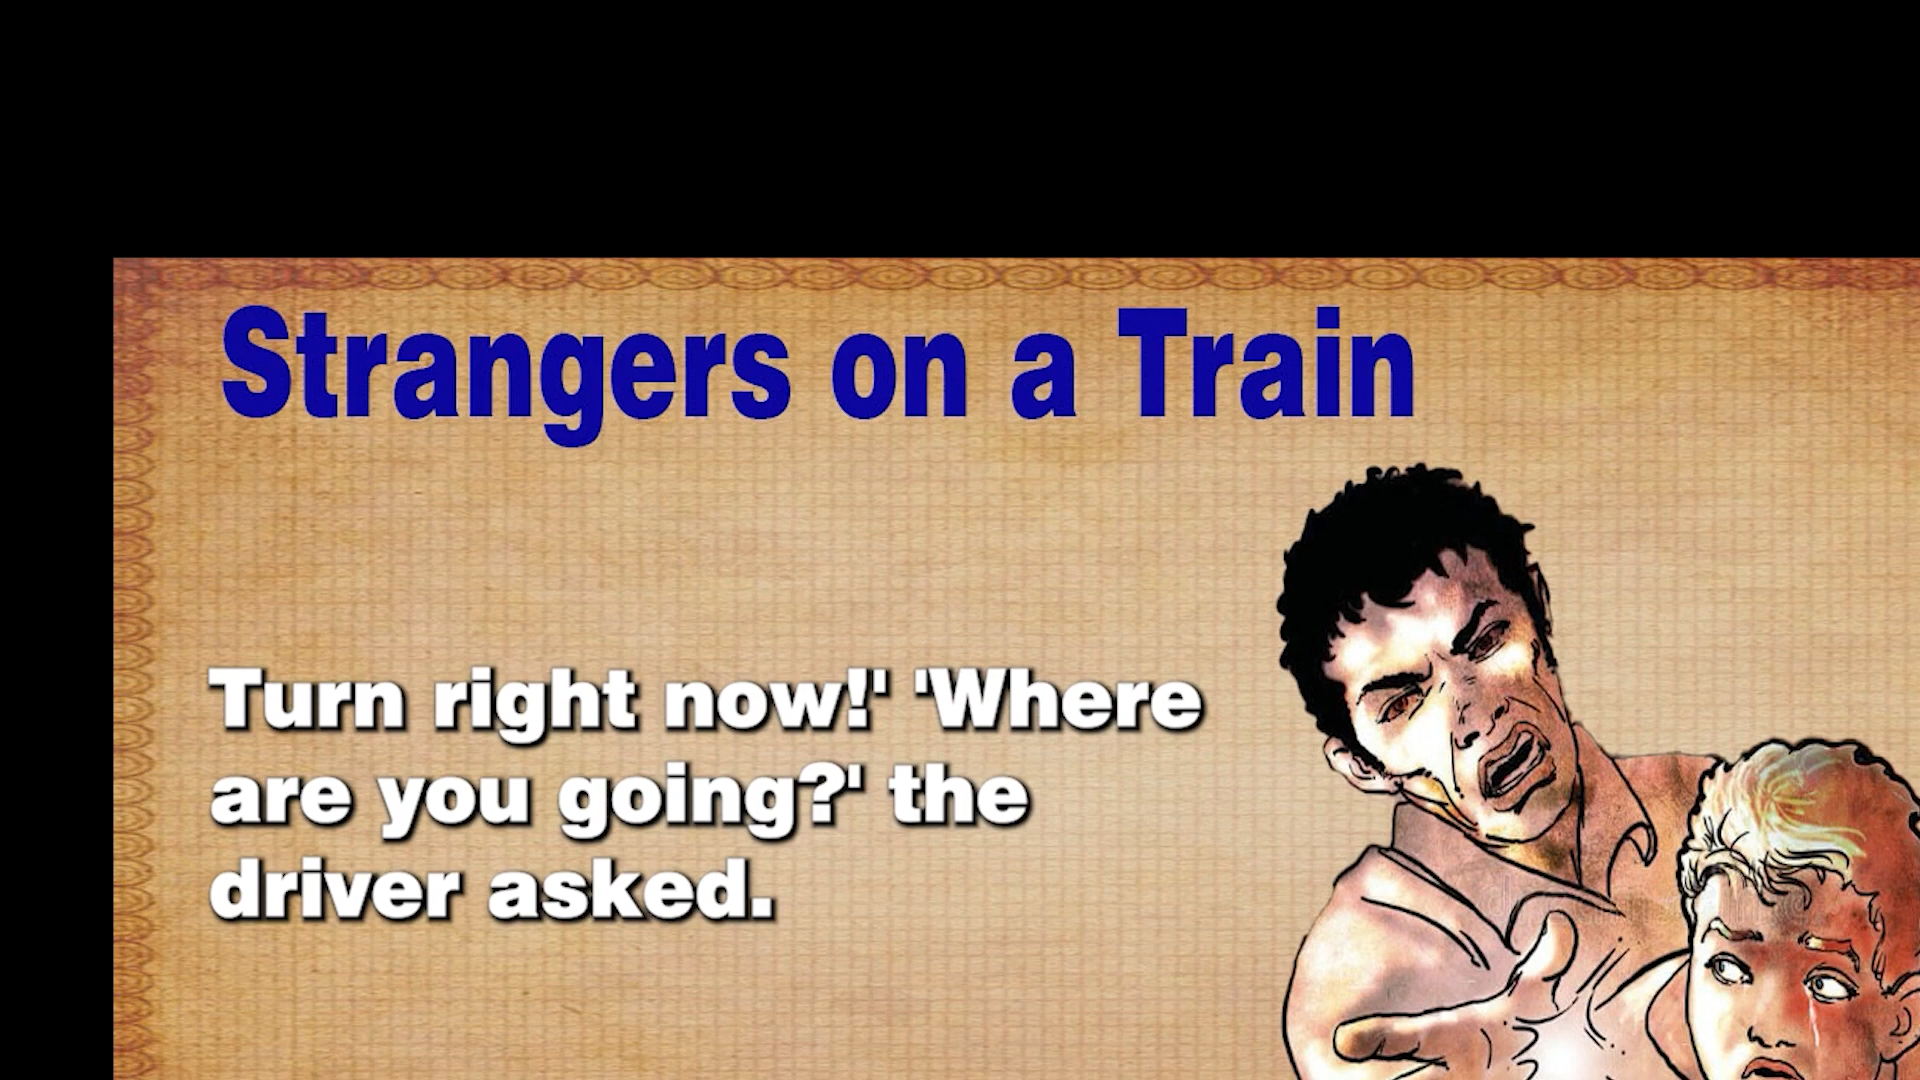 Strangers on a Train
Turn right now!' 'Where
are you going?' the
driver asked.